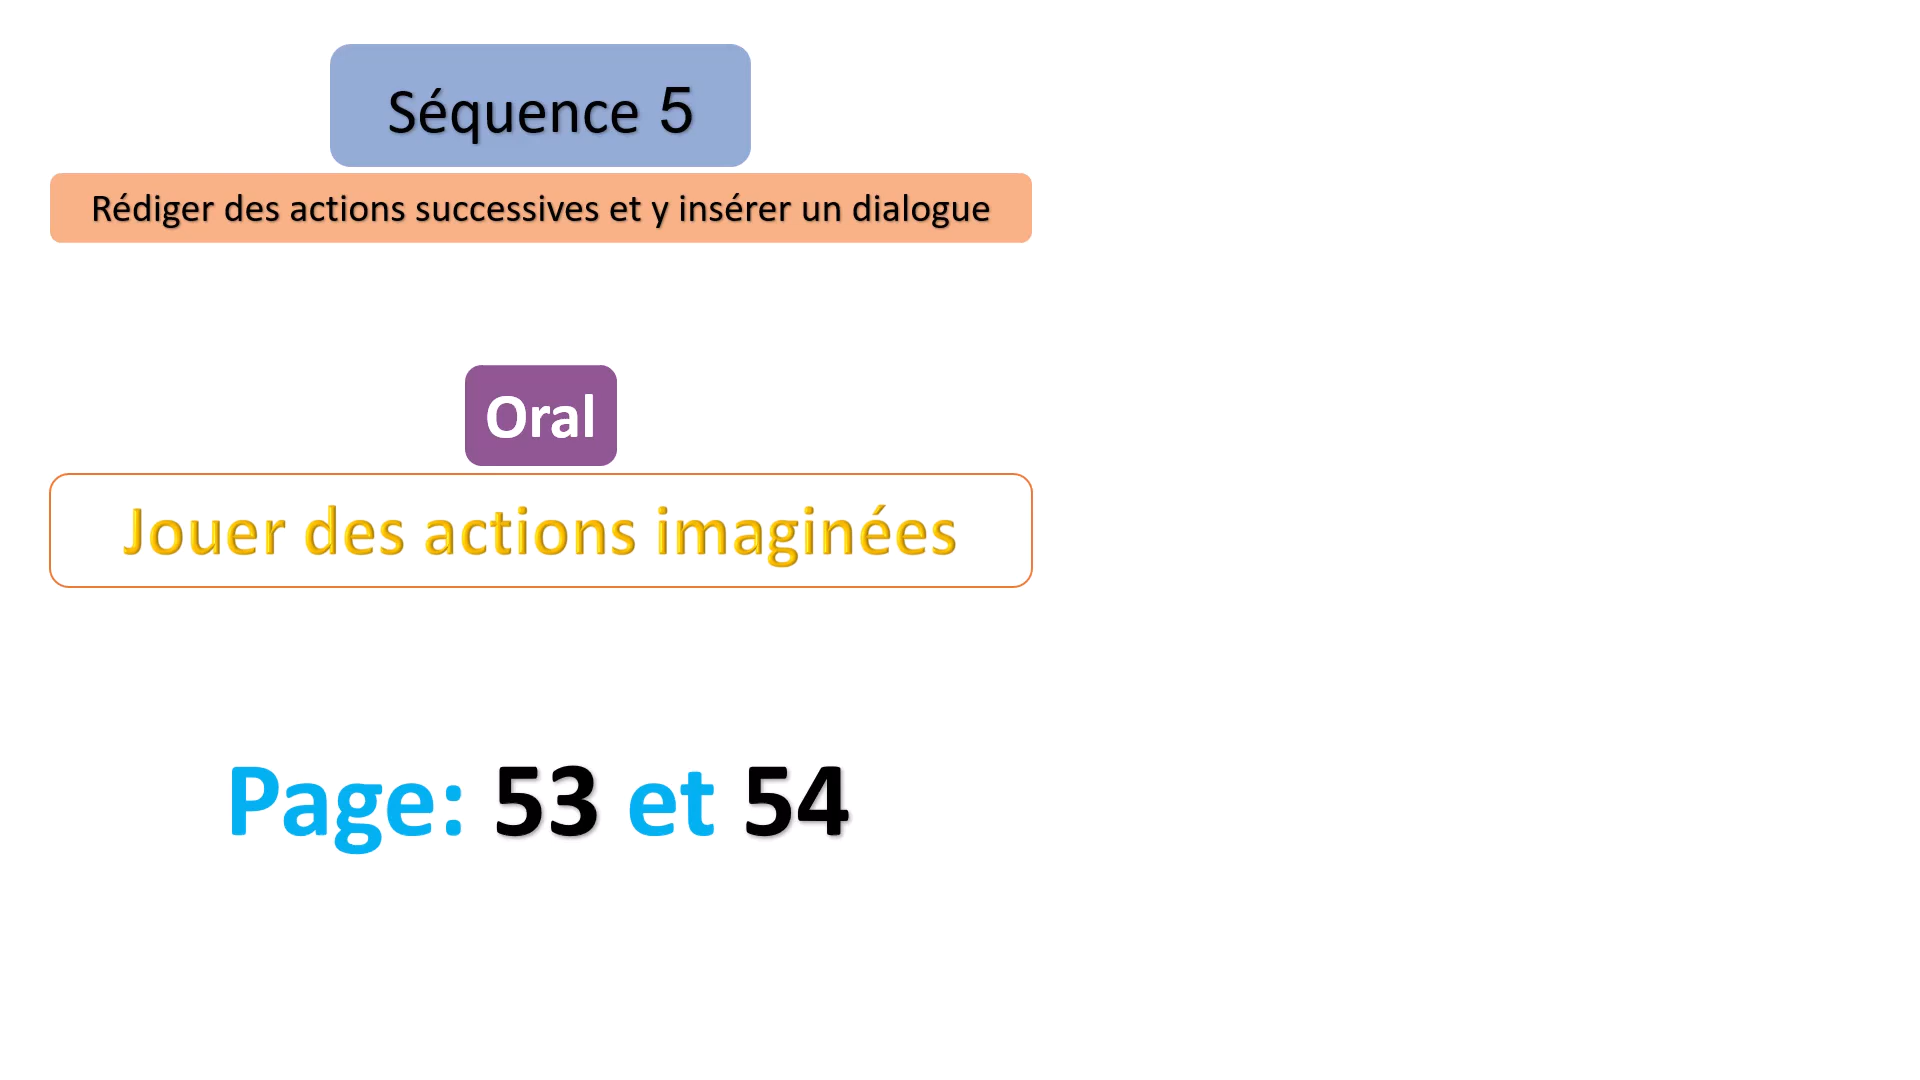 Séquence 5
Rédiger des actions successives et y insérer un dialogue
Oral
Jouer des actions imaginées
Page: 53 et 54